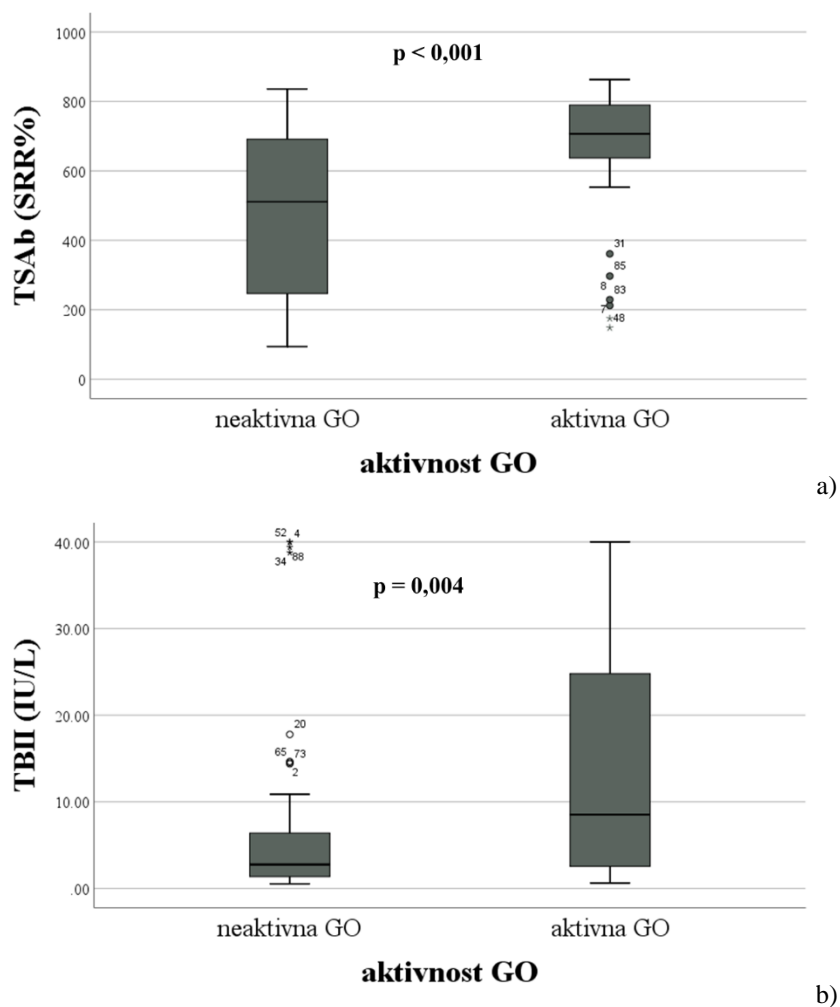 1000
p < 0,001
800
600
400
200
0
TSAb (SRR%)
31
85
8 83
7 48
neaktivna GO aktivna GO
aktivnost GO
a)
40.00
30.00
20.00
10.00
.00
TBII (IU/L)
52 4
34 88
p = 0,004
20
65 73
2
neaktivna GO aktivna GO
aktivnost GO
b)